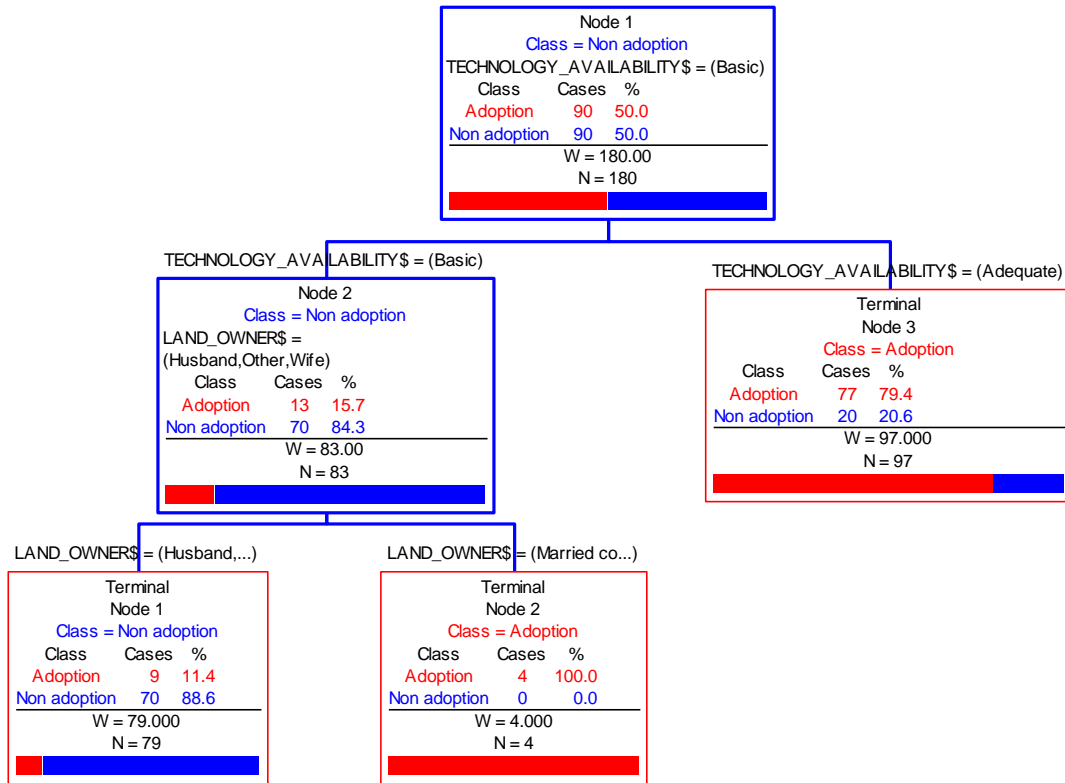 Node 1
Class = Non adoption
TECHNOLOGY_AVAILABILITY$ = (Basic)
Class Cases %
Adoption 90 50.0
Non adoption 90 50.0
W = 180.00
N = 180
TECHNOLOGY_AVAILABILITY$ = (Basic)
Node 2
Class = Non adoption
LAND_OWNER$ =
(Husband,Other,Wife)
Class Cases %
Adoption 13 15.7
Non adoption 70 84.3
W = 83.00
N = 83
TECHNOLOGY_AVAILABILITY$ = (Adequate)
Terminal
Node 3
Class = Adoption
Class Cases %
Adoption 77 79.4
Non adoption 20 20.6
W = 97.000
N = 97
LAND_OWNER$ = (Husband,...)
Terminal
Node 1
Class = Non adoption
Class Cases %
Adoption 9 11.4
Non adoption 70 88.6
W = 79.000
N = 79
LAND_OWNER$ = (Married co...)
Terminal
Node 2
Class = Adoption
Class Cases %
Adoption 4 100.0
Non adoption 0 0.0
W = 4.000
N = 4